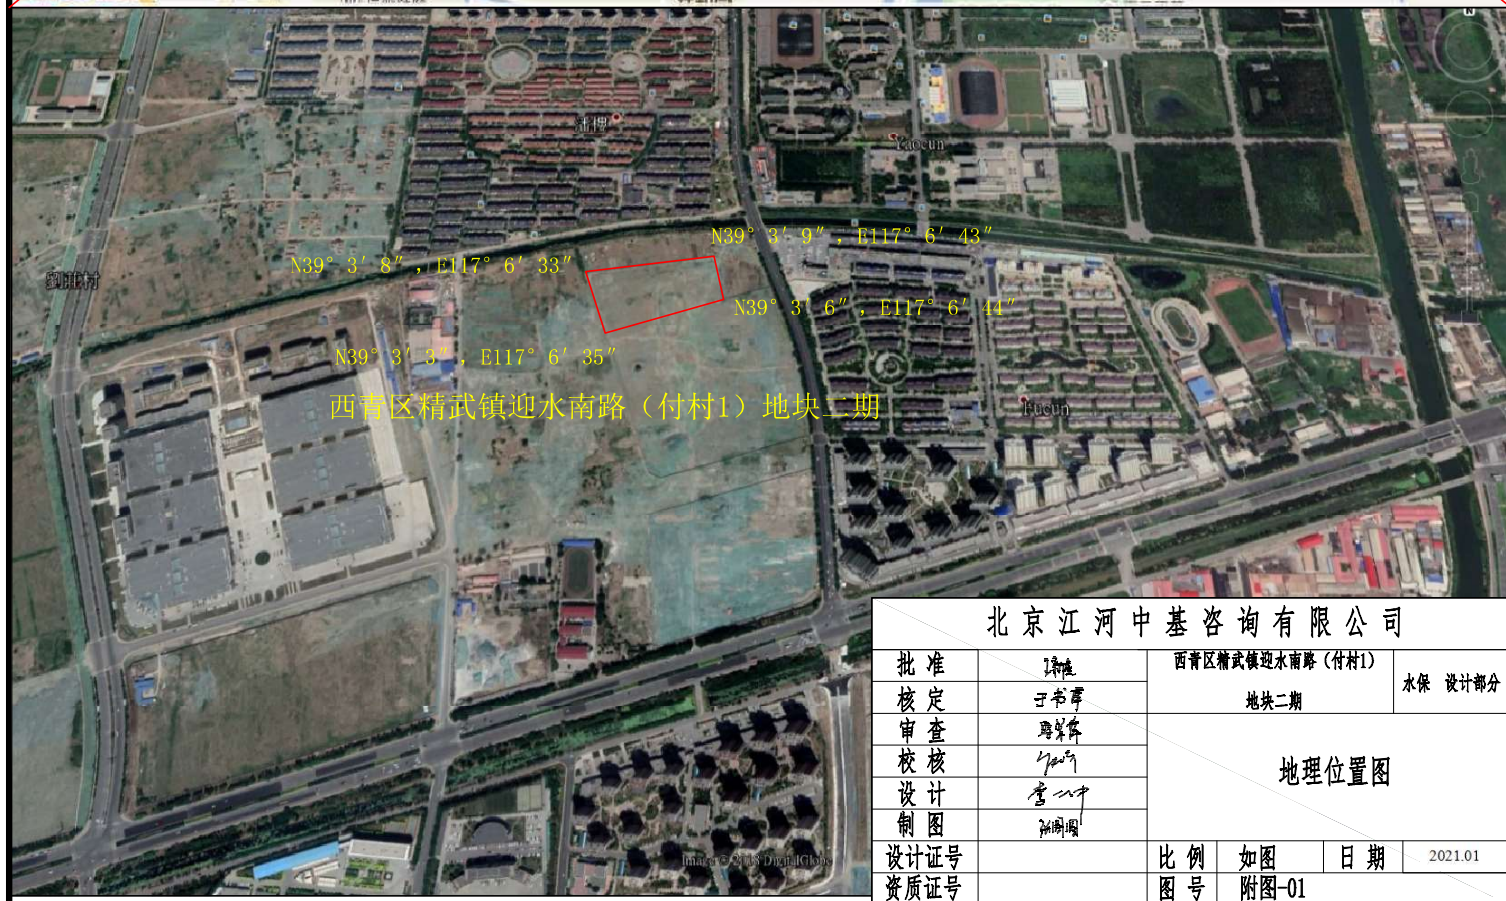 潘樓
Yaocun
N39° 3′ 9″ , E117° 6′ 43″
N39° 3′ 8″ , E117° 6′ 33″
N39° 3′ 6″ , E117° 6′ 44″
N39° 3′ 3″ , E117° 6′ 35″
西青区精武镇迎水南路（付村1）地块二期
Fucun
Image © 2018 DigitalGlobe
北京江河中基咨询有限公司
批准
西青区精武镇迎水南路（付村1）
地块二期
水保 设计部分
核定
审查
校核
设计
制图
地理位置图
设计证号
比例 如图 日期 2021.01
资质证号
图号 附图-01